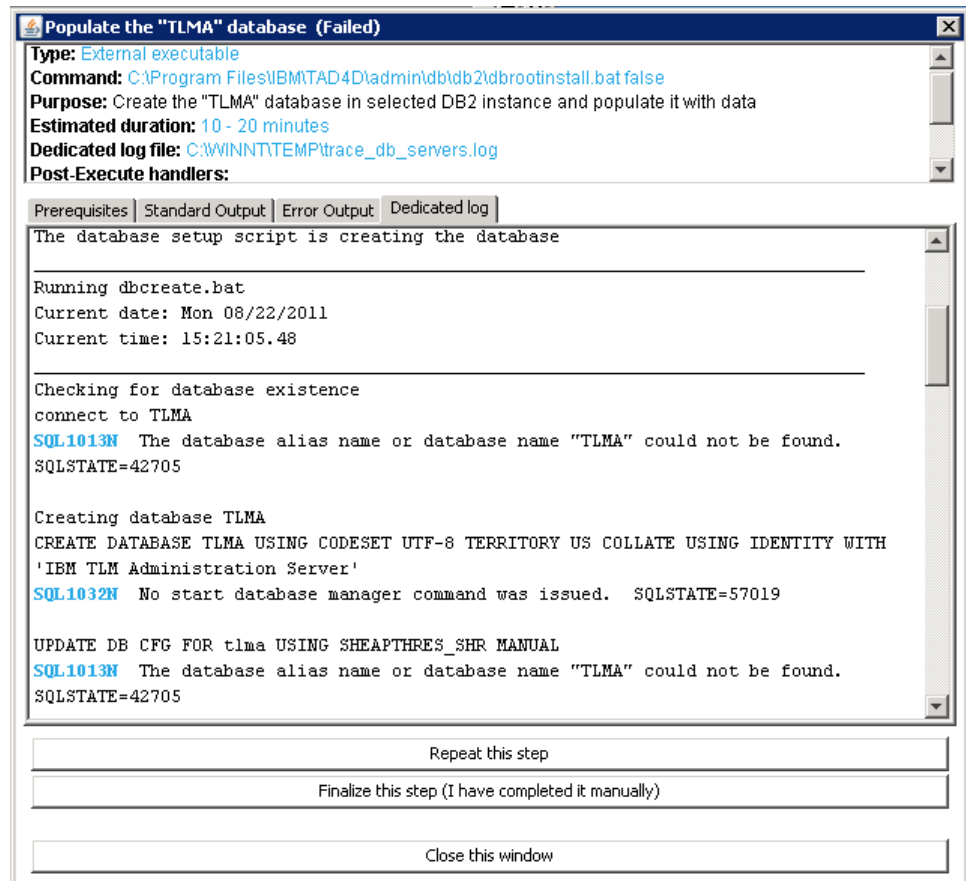 Populate the "TLMA" database (Failed)
Type: External executable
Command: C:\Program Files\IBM\TAD4D\admin\db\db2\dbrootinstall.bat false
Purpose: Create the "TLMA" database in selected DB2 instance and populate it with data
Estimated duration: 10 - 20 minutes
Dedicated log file: C:\WINNT\TEMP\trace_db_servers.log
Post-Execute handlers:
Prerequisites Standard Output Error Output Dedicated log
The database setup script is creating the database
Running dbcreate.bat
Current date: Mon 08/22/2011
Current time: 15:21:05.48
Checking for database existence
connect to TLMA
SQL1013N The database alias name or database name "TLMA" could not be found.
SQLSTATE=42705
Creating database TLMA
CREATE DATABASE TLMA USING CODESET UTF-8 TERRITORY US COLLATE USING IDENTITY WITH
'IBM TLM Administration Server'
SQL1032N No start database manager command was issued. SQLSTATE=57019
UPDATE DB CFG FOR tlma USING SHEAPTHRES_SHR MANUAL
SQL1013N The database alias name or database name "TLMA" could not be found.
SQLSTATE=42705
Repeat this step
Finalize this step (I have completed it manually)
Close this window